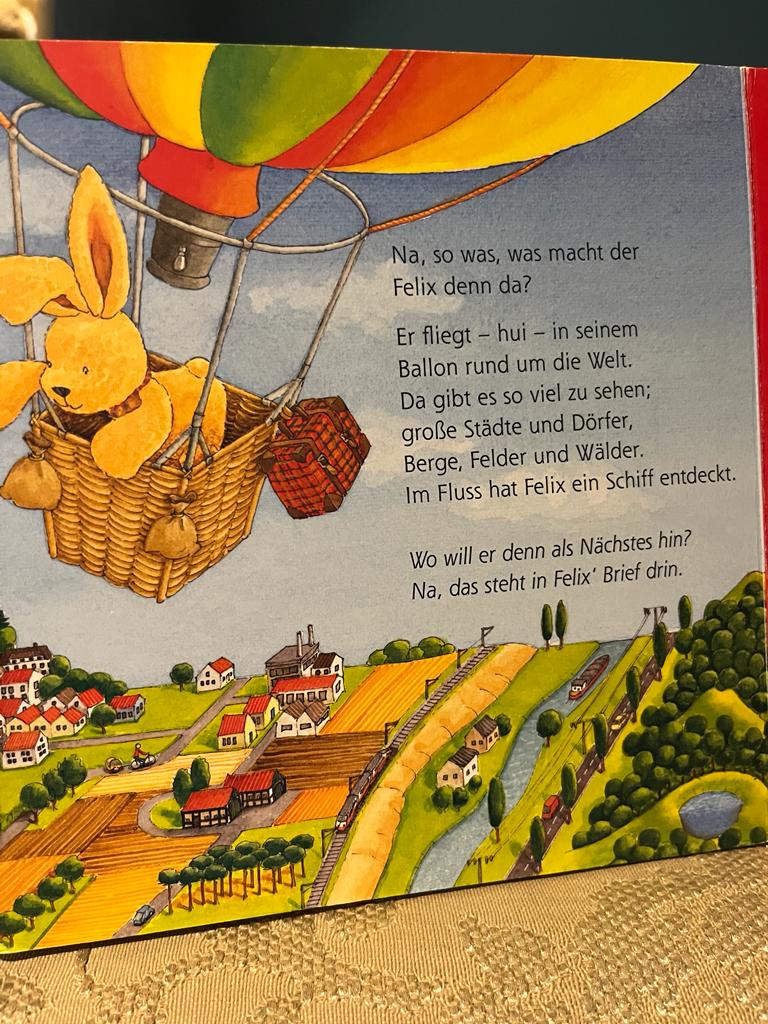 Na, so was, was macht der
Felix denn da?
Er fliegt – hui – in seinem
Ballon rund um die Welt.
Da gibt es so viel zu sehen;
große Städte und Dörfer,
Berge, Felder und Wälder.
Im Fluss hat Felix ein Schiff entdeckt.
Wo will er denn als Nächstes hin?
Na, das steht in Felix’ Brief drin.